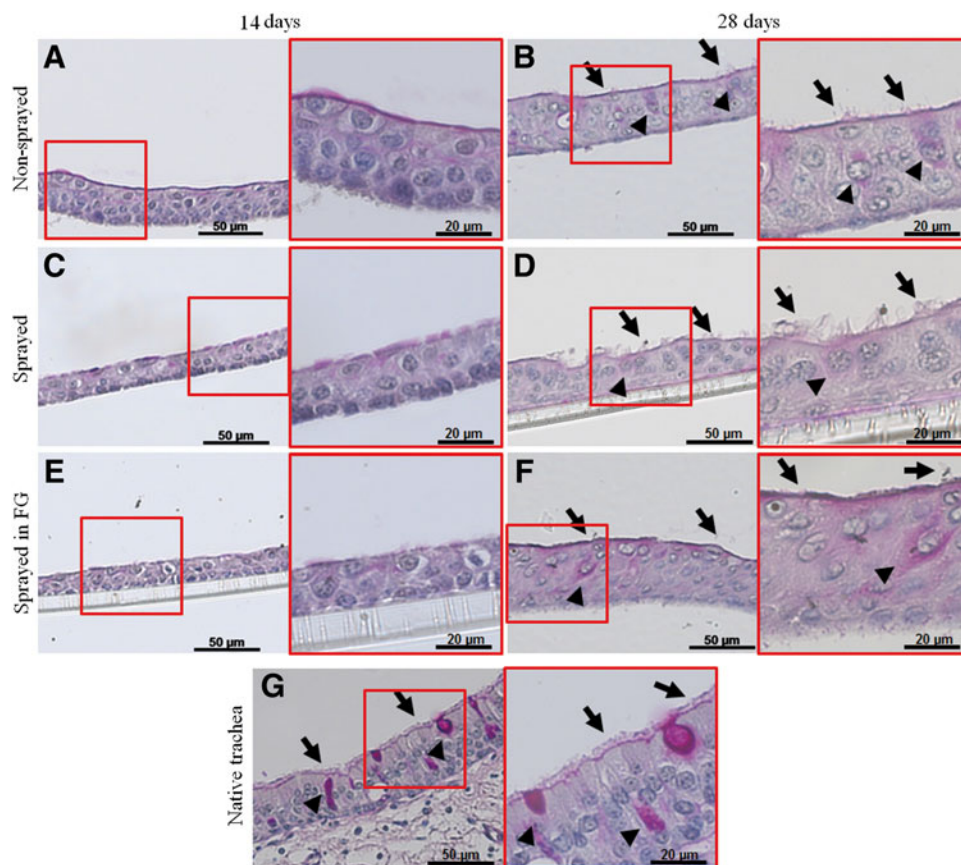 14 days
28 days
Non-sprayed
A
50 µm
20 µm
B
50 µm
20 µm
Sprayed
C
50 µm
20 µm
D
50 µm
20 µm
Sprayed in FG
E
50 µm
20 µm
F
50 µm
20 µm
Native trachea
G
50 µm
20 µm